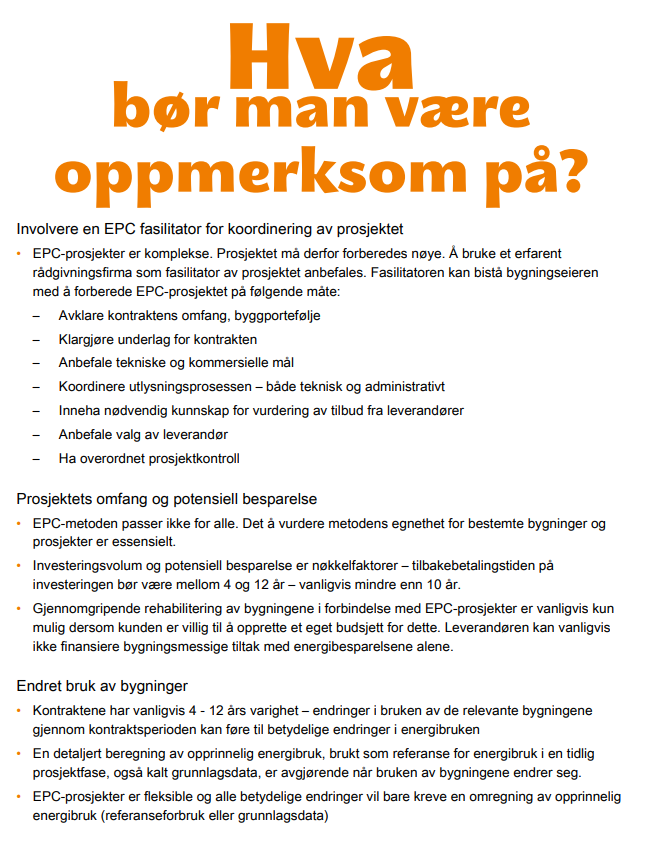 Hva
bør man være
oppmerksom på?
Involvere en EPC fasilitator for koordinering av prosjektet
• EPC-prosjekter er komplekse. Prosjektet må derfor forberedes nøye. Å bruke et erfarent
rådgivningsfirma som fasilitator av prosjektet anbefales. Fasilitatoren kan bistå bygningseieren
med å forberede EPC-prosjektet på følgende måte:
– Avklare kontraktens omfang, byggportefølje
– Klargjøre underlag for kontrakten
– Anbefale tekniske og kommersielle mål
– Koordinere utlysningsprosessen – både teknisk og administrativt
– Inneha nødvendig kunnskap for vurdering av tilbud fra leverandører
– Anbefale valg av leverandør
– Ha overordnet prosjektkontroll
Prosjektets omfang og potensiell besparelse
• EPC-metoden passer ikke for alle. Det å vurdere metodens egnethet for bestemte bygninger og
prosjekter er essensielt.
• Investeringsvolum og potensiell besparelse er nøkkelfaktorer – tilbakebetalingstiden på
investeringen bør være mellom 4 og 12 år – vanligvis mindre enn 10 år.
• Gjennomgripende rehabilitering av bygningene i forbindelse med EPC-prosjekter er vanligvis kun
mulig dersom kunden er villig til å opprette et eget budsjett for dette. Leverandøren kan vanligvis
ikke finansiere bygningsmessige tiltak med energibesparelsene alene.
Endret bruk av bygninger
• Kontraktene har vanligvis 4 - 12 års varighet – endringer i bruken av de relevante bygningene
gjennom kontraktsperioden kan føre til betydelige endringer i energibruken
• En detaljert beregning av opprinnelig energibruk, brukt som referanse for energibruk i en tidlig
prosjektfase, også kalt grunnlagsdata, er avgjørende når bruken av bygningene endrer seg.
• EPC-prosjekter er fleksible og alle betydelige endringer vil bare kreve en omregning av opprinnelig
energibruk (referanseforbruk eller grunnlagsdata)